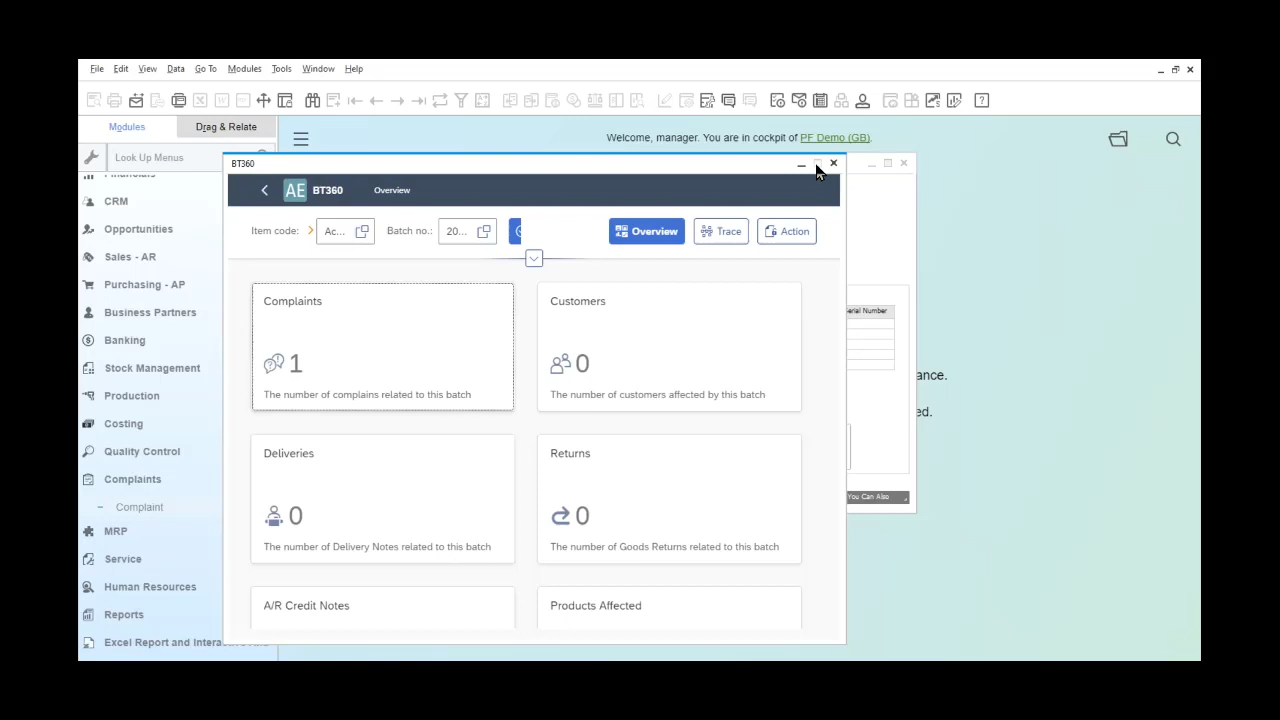 File Edit View Data Go To Modules Tools Window Help
Modules Drag & Relate
Welcome, manager. You are in cockpit of PF Demo (GB).
Look Up Menus
Financials
CRM
Opportunities
Sales - AR
Purchasing - AP
Business Partners
Banking
Stock Management
Production
Costing
Quality Control
Complaints
Complaint
MRP
Service
Human Resources
Reports
Excel Report and Intera
BT360
AE BT360 Overview
Item code: Ac... Batch no.: 20... Overview Trace Action
Complaints
1
The number of complains related to this batch
Customers
0
The number of customers affected by this batch
Deliveries
0
The number of Delivery Notes related to this batch
Returns
0
The number of Goods Returns related to this batch
A/R Credit Notes
Products Affected
erial Number
You Can Also
ance.
ed.